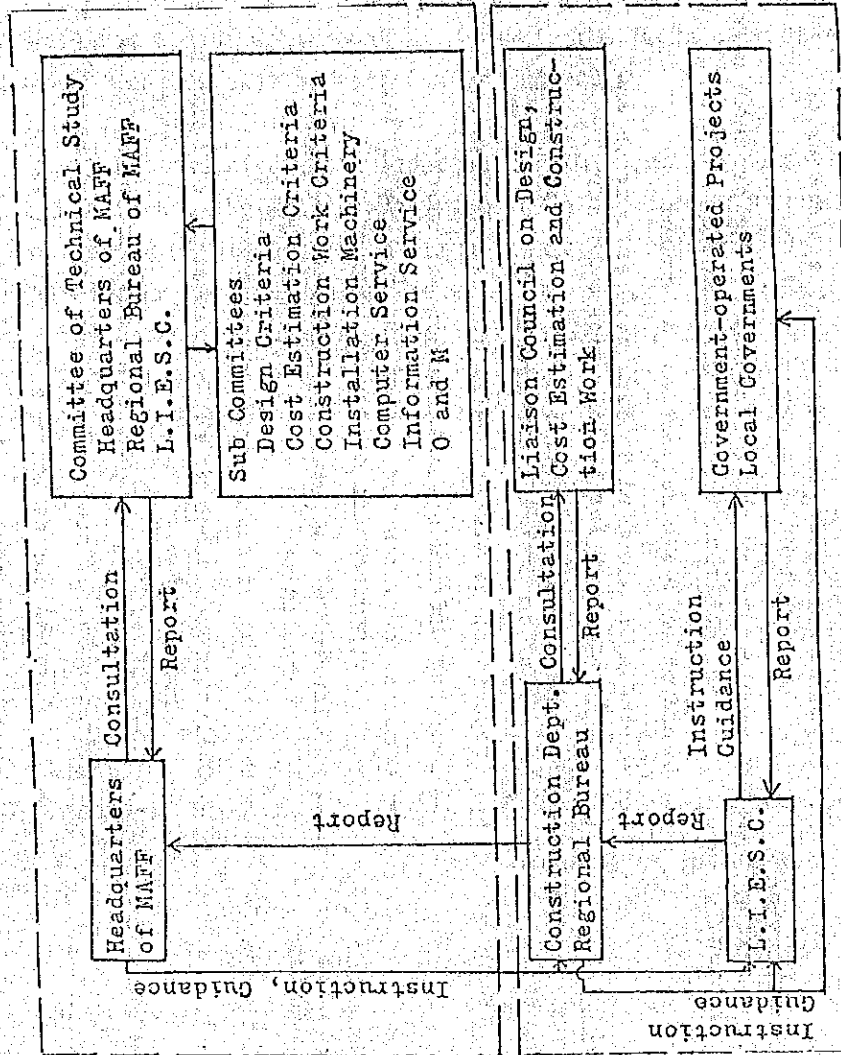 Committee of Technical Study
Headquarters of MAFF
Regional Bureau of MAFF
L.I.E.S.C.
Sub Committees
Design Criteria
Cost Estimation Criteria
Construction Work Criteria
Installation Machinery
Computer Service
Information Service
O and M
Consultation
Report
Headquarters
of MAFF
Instruction, Guidance
Report
Liaison Council on Design,
Cost Estimation and Construc-
tion Work
Consultation
Report
Construction Dept.
Regional Bureau
Report
Government-operated Projects
Local Governments
Instruction
Guidance
Report
L.I.E.S.C.
Instruction
Guidance